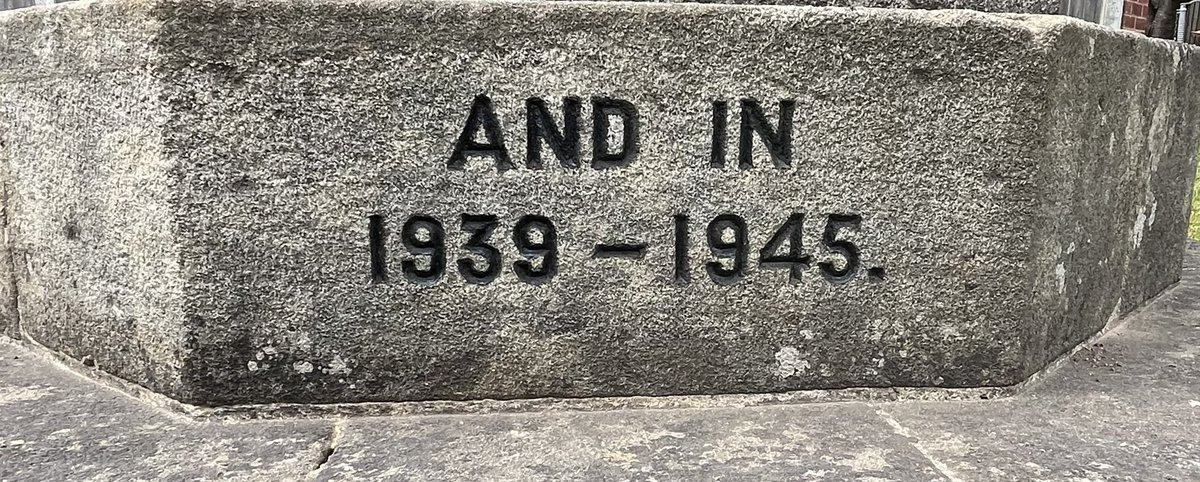 AND IN
1939 – 1945.